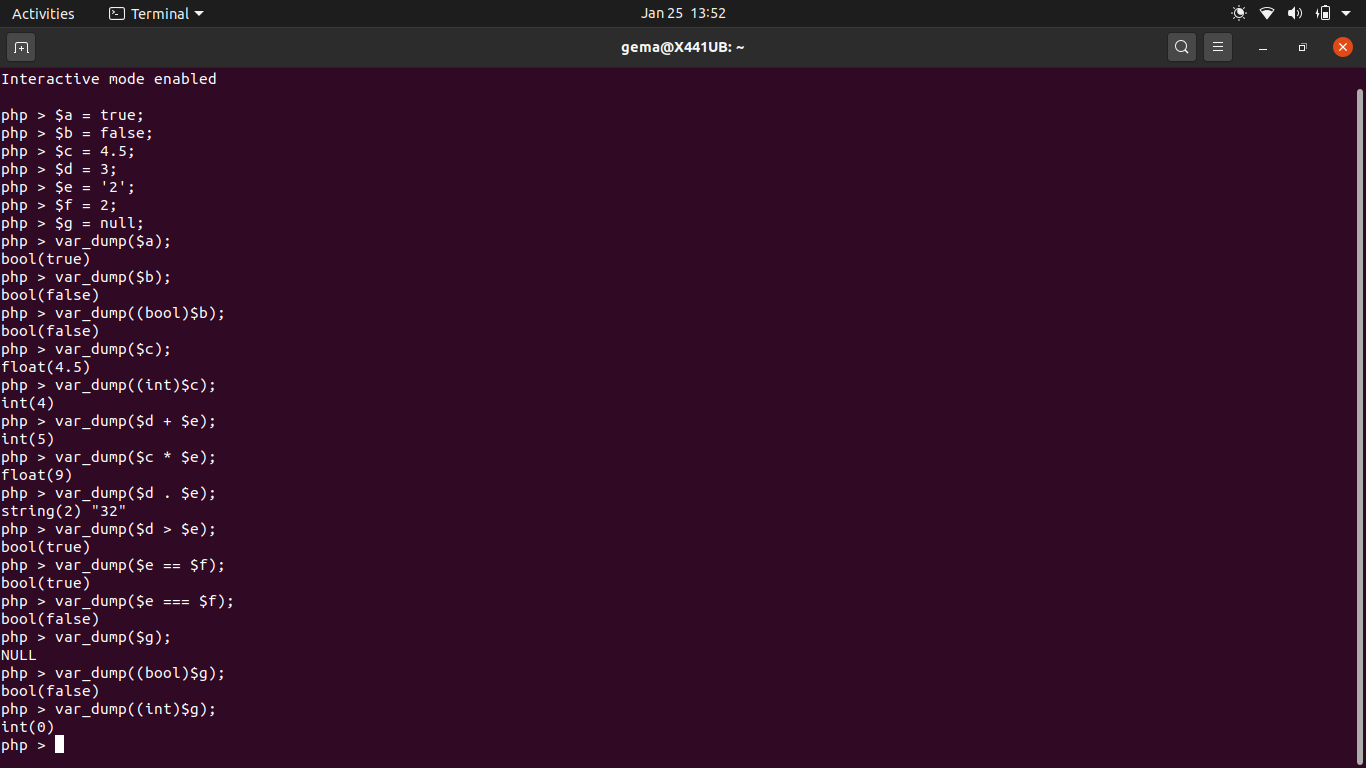 Activities
Terminal
Jan 25 13:52
gema@X441UB: ~
Interactive mode enabled
php > $a = true;
php > $b = false;
php > $c = 4.5;
php > $d = 3;
php > $e = '2';
php > $f = 2;
php > $g = null;
php > var_dump($a);
bool(true)
php > var_dump($b);
bool(false)
php > var_dump((bool)$b);
bool(false)
php > var_dump($c);
float(4.5)
php > var_dump((int)$c);
int(4)
php > var_dump($d + $e);
int(5)
php > var_dump($c * $e);
float(9)
php > var_dump($d . $e);
string(2) "32"
php > var_dump($d > $e);
bool(true)
php > var_dump($e == $f);
bool(true)
php > var_dump($e === $f);
bool(false)
php > var_dump($g);
NULL
php > var_dump((bool)$g);
bool(false)
php > var_dump((int)$g);
int(0)
php >